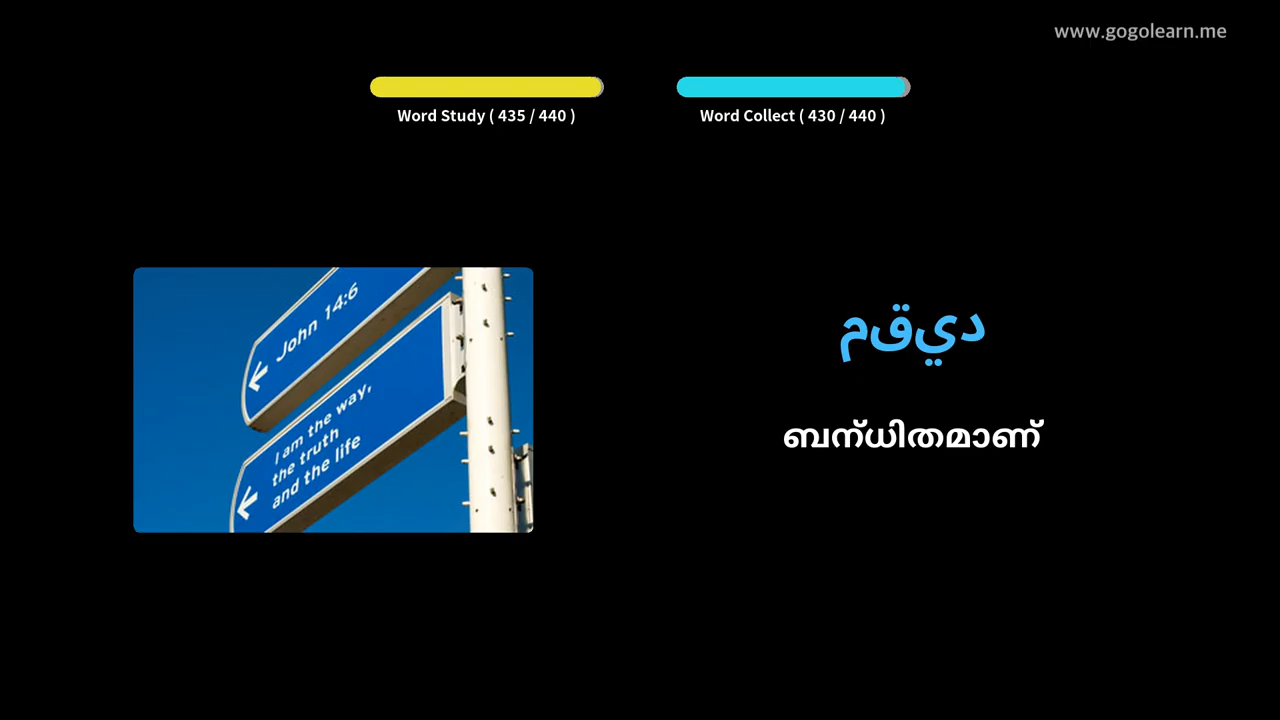 www.gogolearn.me
Word Study ( 435 / 440 )
Word Collect ( 430 / 440 )
John 14:6
I am the way,
the truth
and the life
ديقم
ബന്ധിതമാണ്